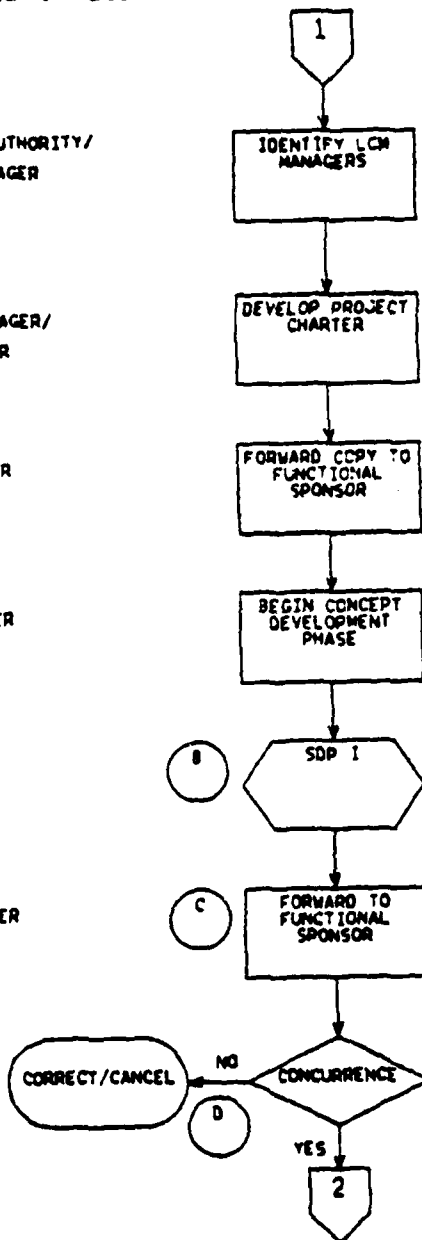 1
UTHORITY/
AGER
IDENTIFY LCM
MANAGERS
AGER/
R
DEVELOP PROJECT
CHARTER
ER
FORWARD COPY TO
FUNCTIONAL
SPONSOR
ER
BEGIN CONCEPT
DEVELOPMENT
PHASE
B
SDP I
ER
C
FORWARD TO
FUNCTIONAL
SPONSOR
CORRECT/CANCEL
NO
CONCURRENCE
D
YES
2